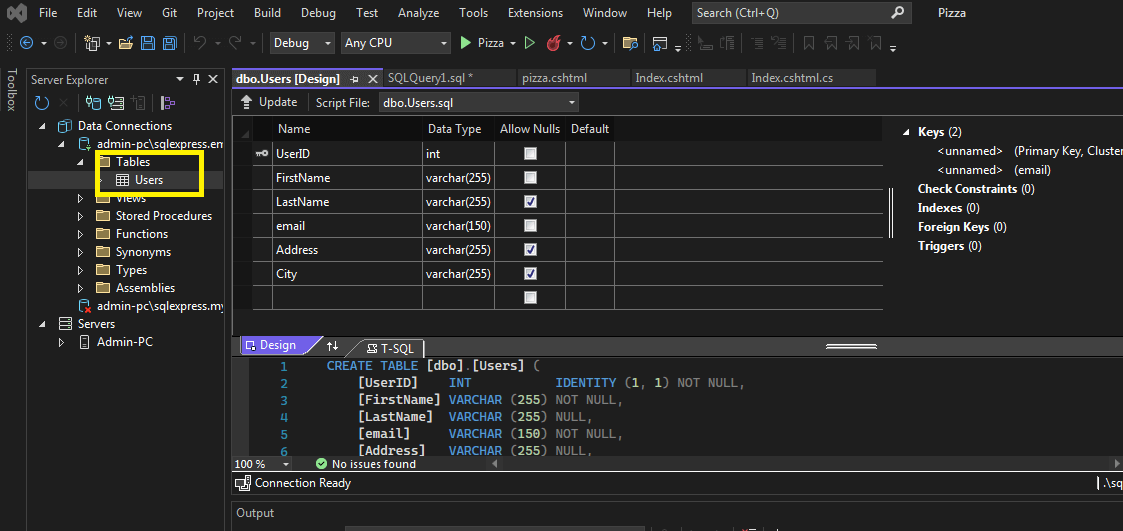 File Edit View Git Project Build Debug Test Analyze Tools Extensions Window Help Search (Ctrl+Q) Pizza
Debug Any CPU Pizza
Toolbox
Server Explorer
Data Connections
admin-pc\sqlexpress.em
Tables
Users
Views
Stored Procedures
Functions
Synonyms
Types
Assemblies
admin-pc\sqlexpress.my
Servers
Admin-PC
dbo.Users [Design] SQLQuery1.sql * pizza.cshtml Index.cshtml Index.cshtml.cs
Update Script File: dbo.Users.sql
Name Data Type Allow Nulls Default
UserID int
FirstName varchar(255)
LastName varchar(255)
email varchar(150)
Address varchar(255)
City varchar(255)
Keys (2)
<unnamed> (Primary Key, Cluster
<unnamed> (email)
Check Constraints (0)
Indexes (0)
Foreign Keys (0)
Triggers (0)
Design T-SQL
1 CREATE TABLE [dbo].[Users] (
2 [UserID] INT IDENTITY (1, 1) NOT NULL,
3 [FirstName] VARCHAR (255) NOT NULL,
4 [LastName] VARCHAR (255) NULL,
5 [email] VARCHAR (150) NOT NULL,
6 [Address] VARCHAR (255) NULL,
100 % No issues found
Connection Ready .\sq
Output